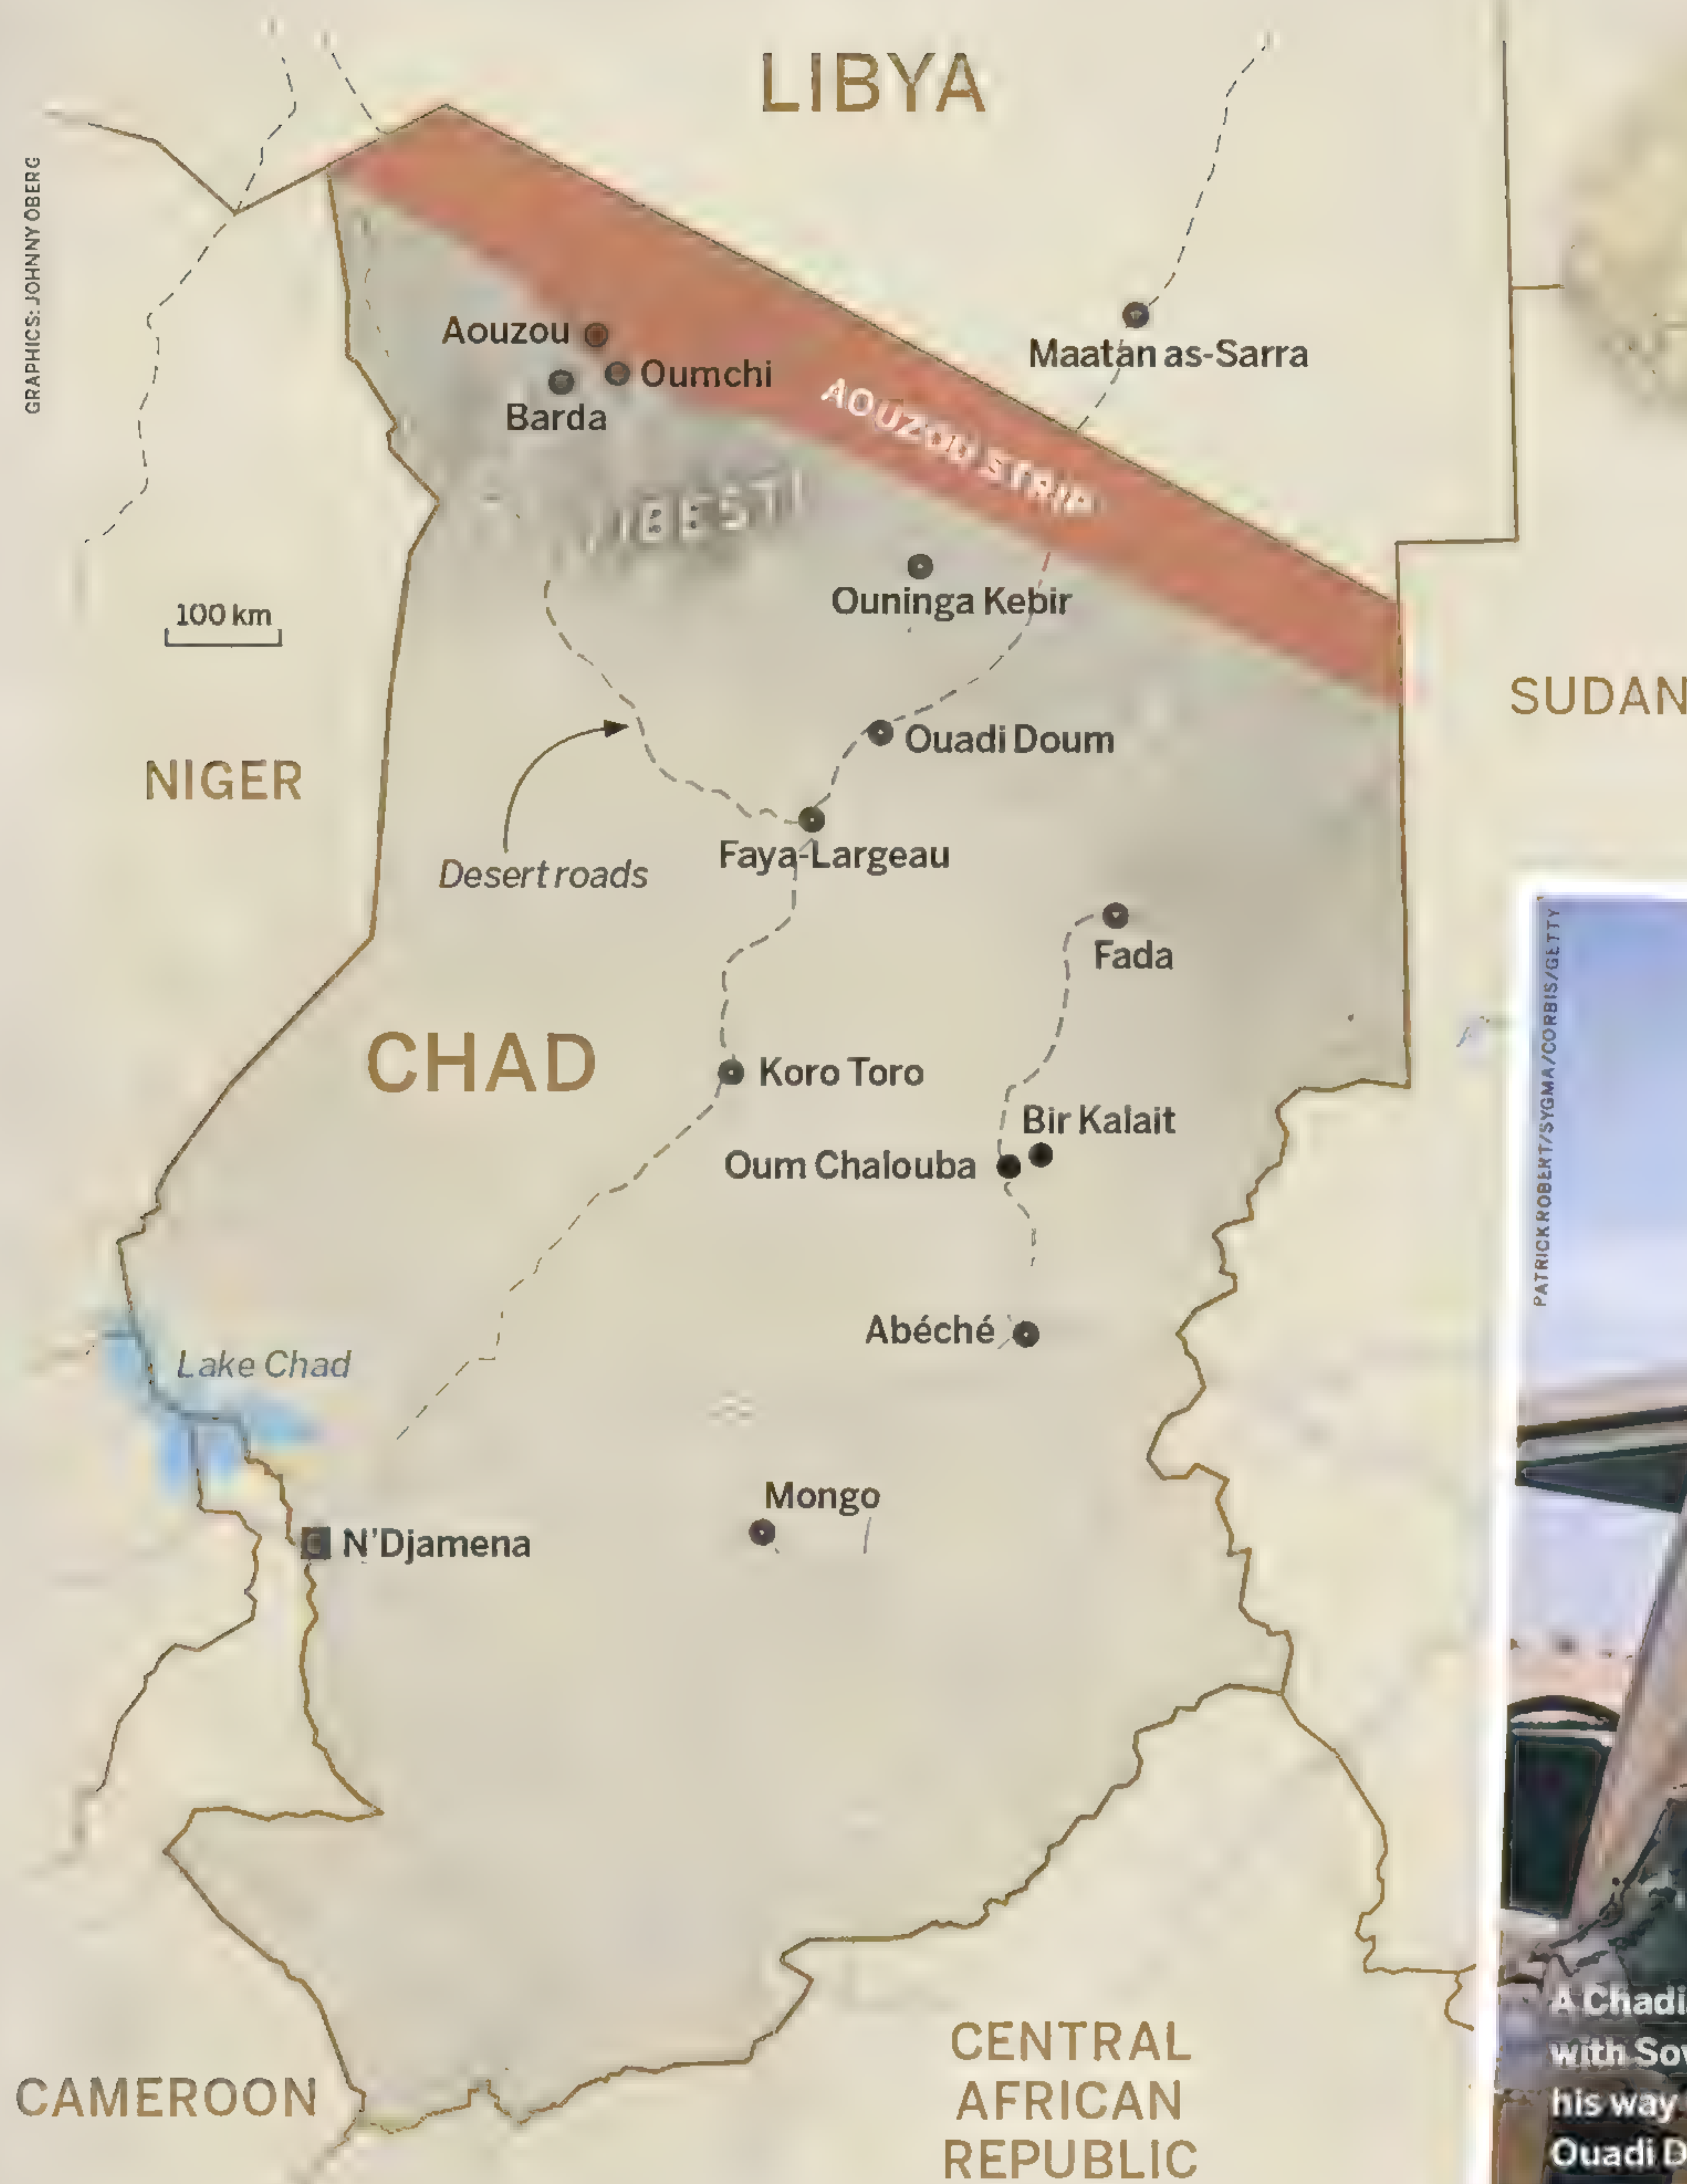 LIBYA
GRAPHICS: JOHNNY ÖBERG
Aouzou
Oumchi
Barda
Maatan as-Sarra
AOUZOU STRIP
TIBESTI
Ouninga Kebir
100 km
SUDAN
NIGER
Ouadi Doum
Desert roads
Faya-Largeau
Fada
PATRICK ROBERT/SYGMA/CORBIS/GETTY
CHAD
Koro Toro
Bir Kalait
Oum Chalouba
Abéché
Lake Chad
Mongo
N'Djamena
CENTRAL
AFRICAN
REPUBLIC
CAMEROON
A Chadi
with Sov
his way
Ouadi D